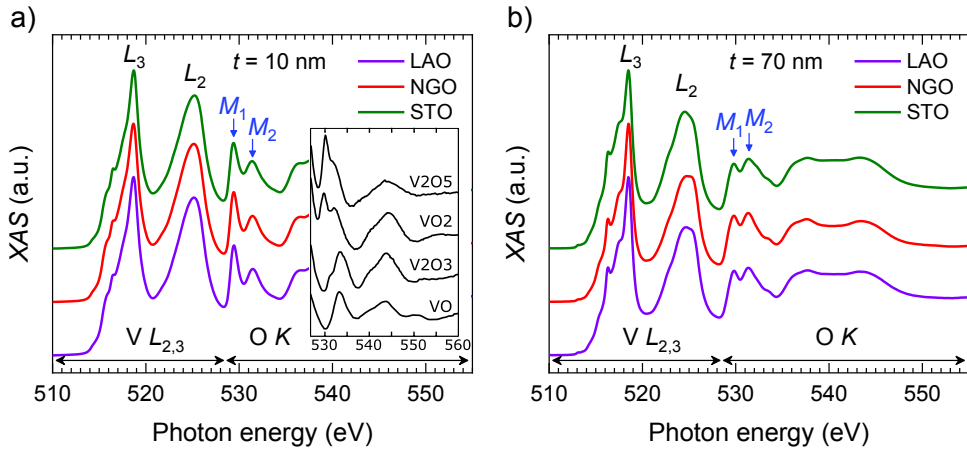 a)
L3
L2
t = 10 nm
LAO
NGO
STO
M1
M2
V2O5
VO2
V2O3
VO
530 540 550 560
V L2,3
O K
XAS (a.u.)
510 520 530 540 550
Photon energy (eV)
b)
L3
L2
t = 70 nm
LAO
NGO
STO
M1
M2
V L2,3
O K
XAS (a.u.)
510 520 530 540 550
Photon energy (eV)